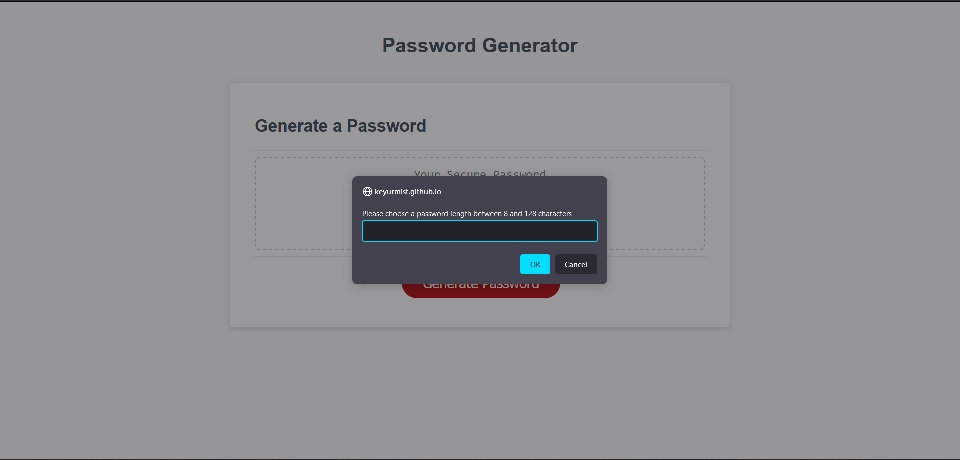 Password Generator
Generate a Password
Your Secure Password
keyurmist.github.io
Please choose a password length between 8 and 128 characters
OK
Cancel
Generate Password